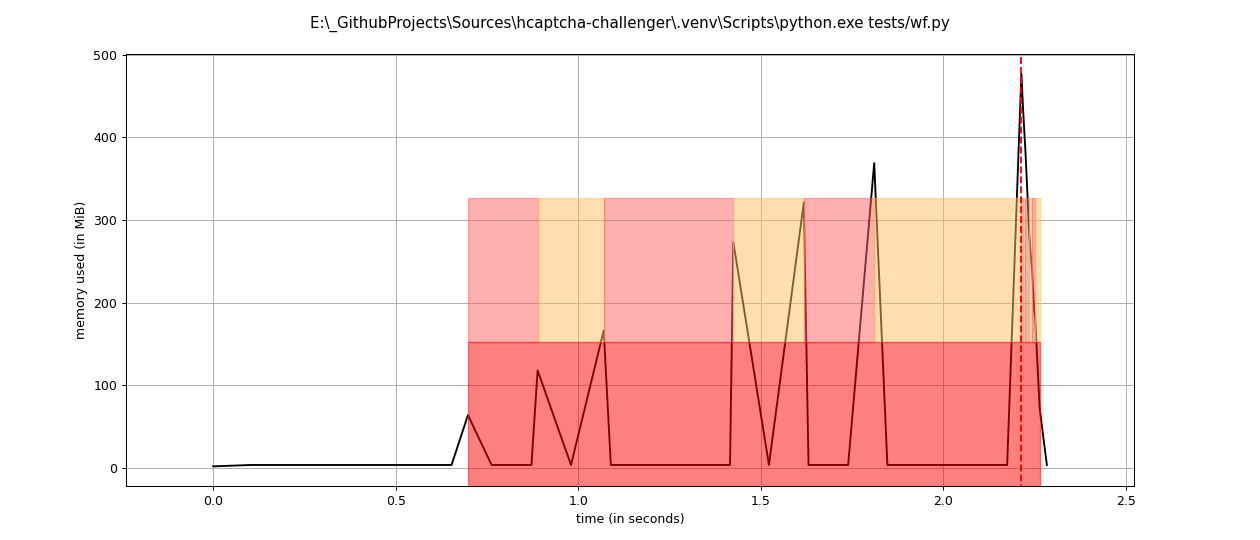 E:\_GithubProjects\Sources\hcaptcha-challenger\.venv\Scripts\python.exe tests/wf.py
500
400
300
200
100
0
memory used (in MiB)
0.0 0.5 1.0 1.5 2.0 2.5
time (in seconds)